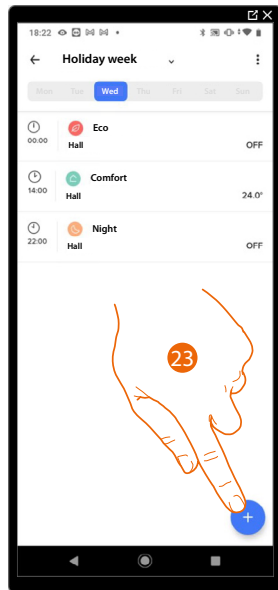 18:22
Holiday week
Mon Tue Wed Thu Fri Sat Sun
Eco
00:00
Hall
OFF
Comfort
14:00
Hall
24.0°
Night
22:00
Hall
OFF
23
+